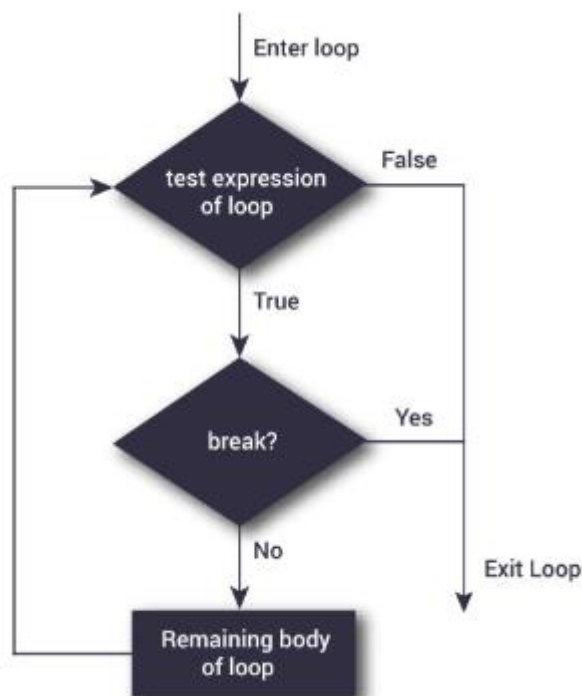 Enter loop
test expression
of loop
False
True
break?
Yes
No
Exit Loop
Remaining body
of loop